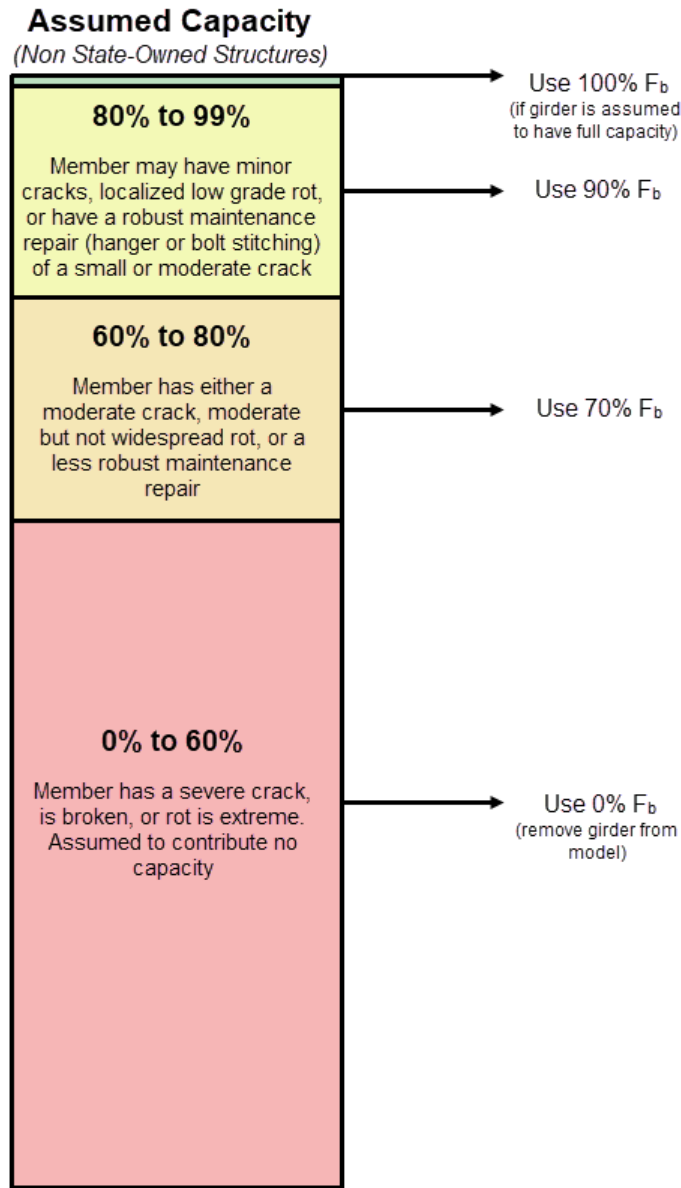 Assumed Capacity
(Non State-Owned Structures)
Use 100% Fb
(if girder is assumed
to have full capacity)
80% to 99%
Member may have minor
cracks, localized low grade rot,
or have a robust maintenance
repair (hanger or bolt stitching)
of a small or moderate crack
Use 90% Fb
60% to 80%
Member has either a
moderate crack, moderate
but not widespread rot, or a
less robust maintenance
repair
Use 70% Fb
0% to 60%
Member has a severe crack,
is broken, or rot is extreme.
Assumed to contribute no
capacity
Use 0% Fb
(remove girder from
model)